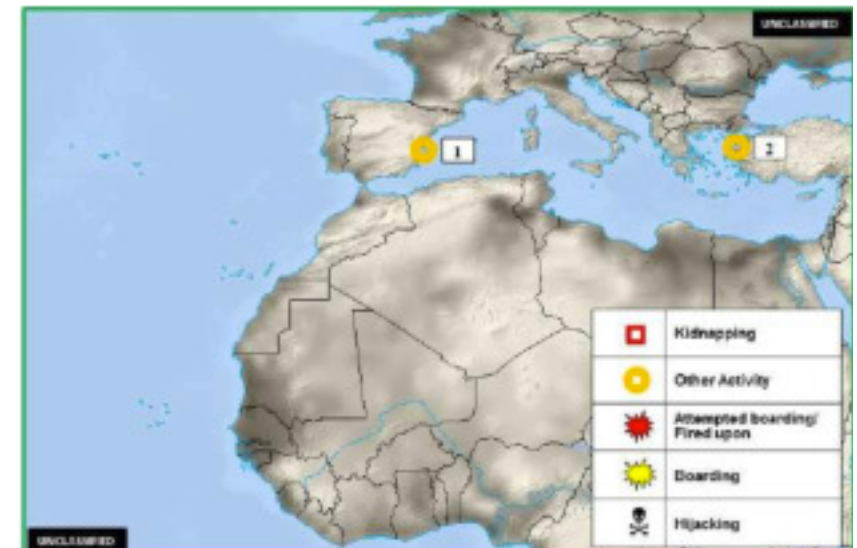 UNCLASSIFIED
1
2
Kidnapping
Other Activity
Attempted boarding/
Fired upon
Boarding
Hijacking
UNCLASSIFIED